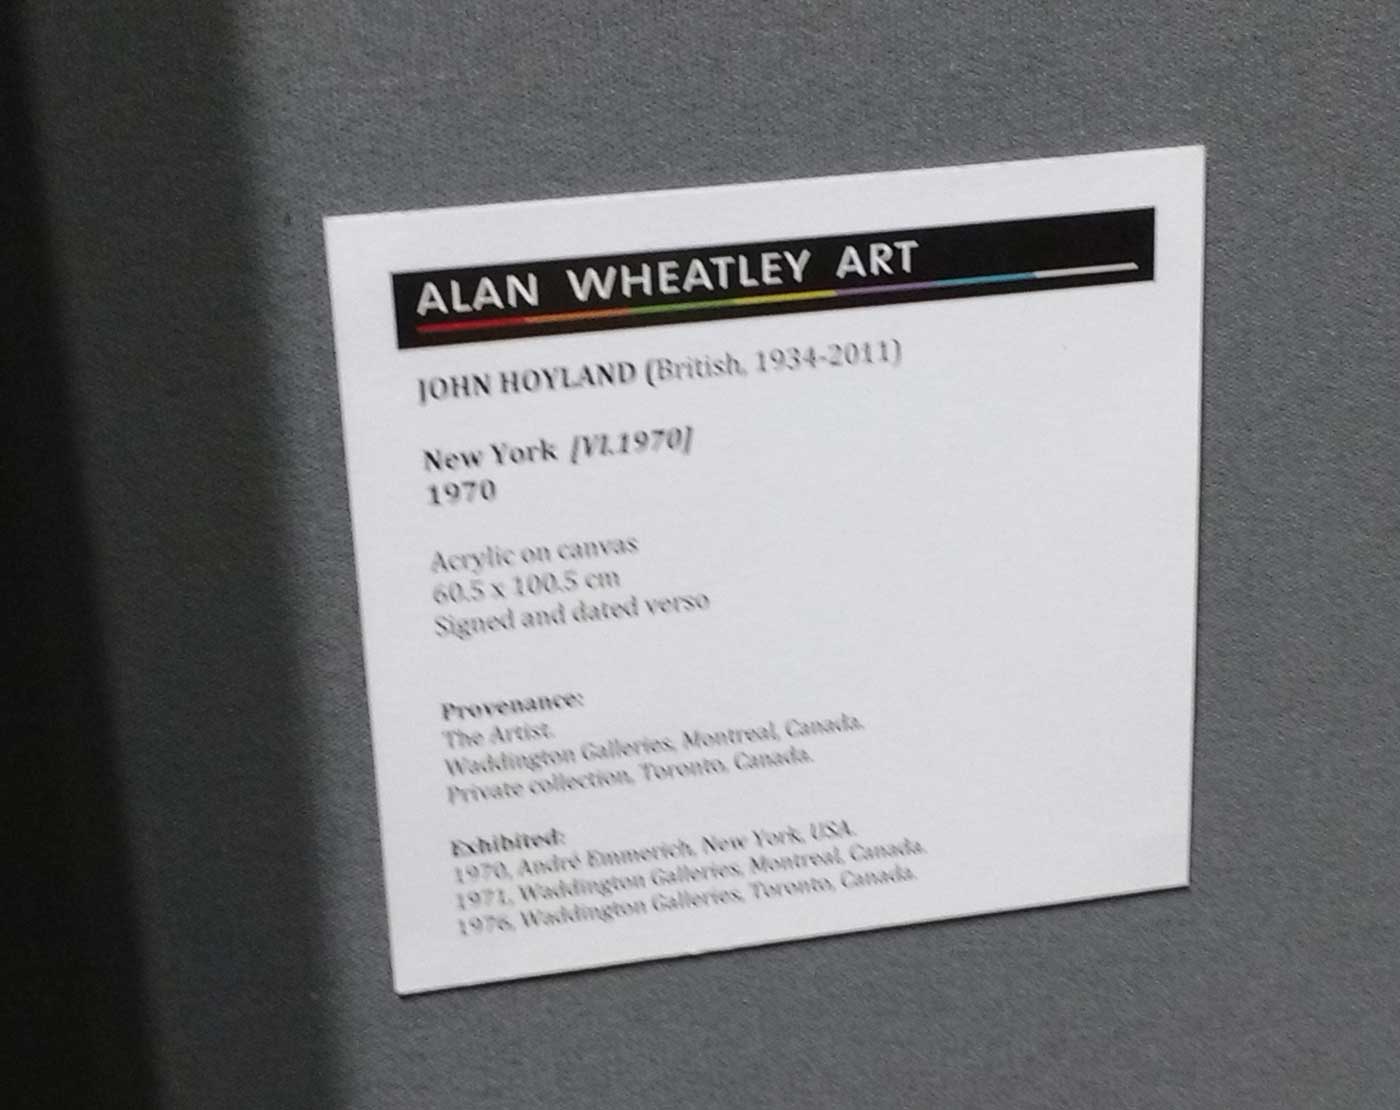 ALAN WHEATLEY ART
JOHN HOYLAND (British, 1934-2011)
New York [VI.1970]
1970
Acrylic on canvas
60.5 x 100.5 cm
Signed and dated verso
Provenance:
The Artist.
Waddington Galleries, Montreal, Canada.
Private collection, Toronto, Canada.
Exhibited:
1970, André Emmerich, New York, USA.
1971, Waddington Galleries, Montreal, Canada.
1976, Waddington Galleries, Toronto, Canada.